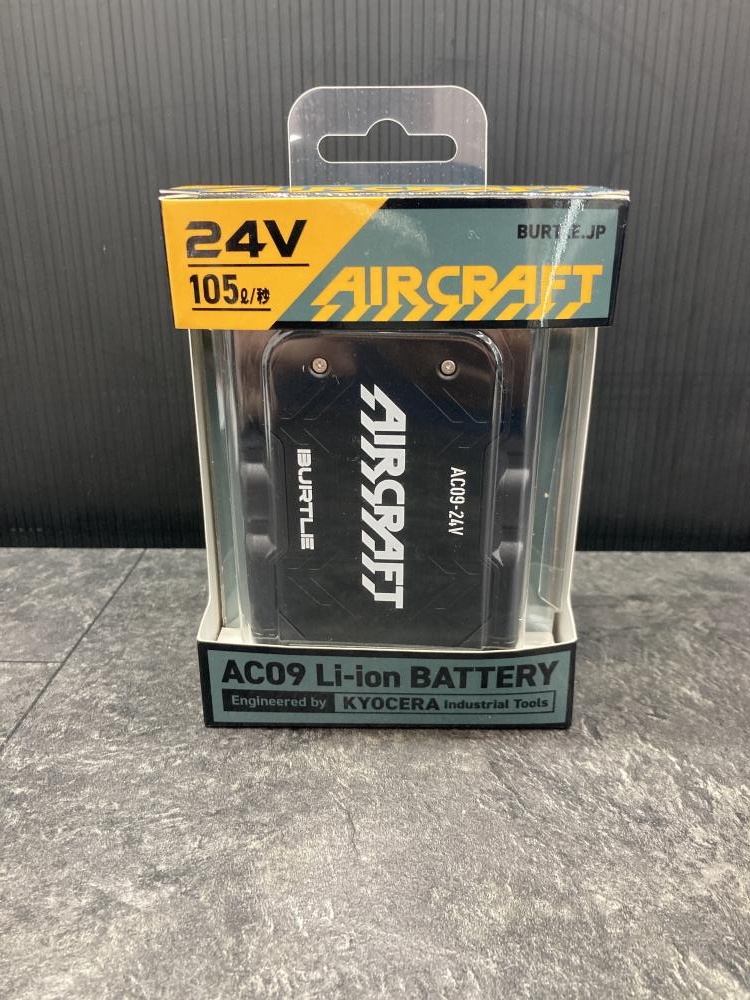 AIRCRAFT
24V
105ℓ/秒
BURTLE.JP
AIRCRAFT
AC09-24V
AIRCRAFT
BURTLE
AC09 Li-ion BATTERY
Engineered by KYOCERA Industrial Tools